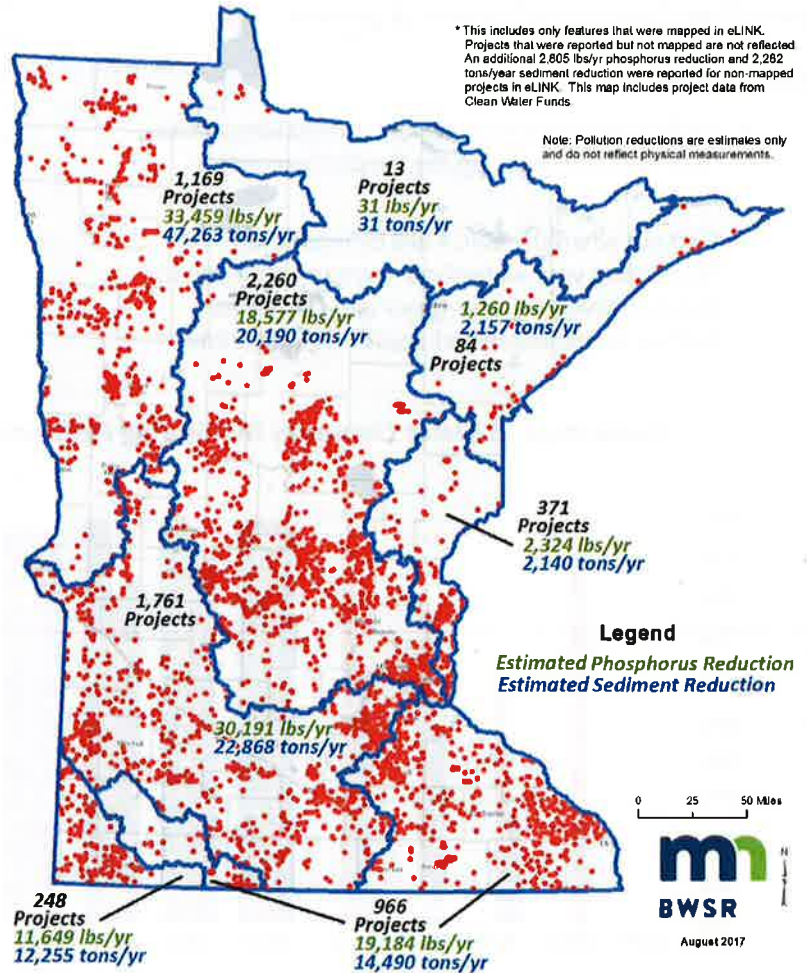 * This includes only features that were mapped in eLINK.
Projects that were reported but not mapped are not reflected
An additional 2,805 lbs/yr phosphorus reduction and 2,282
tons/year sediment reduction were reported for non-mapped
projects in eLINK. This map includes project data from
Clean Water Funds
Note: Pollution reductions are estimates only
and do not reflect physical measurements.
1,169
Projects
33,459 lbs/yr
47,263 tons/yr
13
Projects
31 lbs/yr
31 tons/yr
2,260
Projects
18,577 lbs/yr
20,190 tons/yr
1,260 lbs/yr
2,157 tons/yr
84
Projects
371
Projects
2,324 lbs/yr
2,140 tons/yr
1,761
Projects
30,191 lbs/yr
22,868 tons/yr
Legend
Estimated Phosphorus Reduction
Estimated Sediment Reduction
0 25 50 Miles
mn
BWSR
N
August 2017
248
Projects
11,649 lbs/yr
12,255 tons/yr
966
Projects
19,184 lbs/yr
14,490 tons/yr